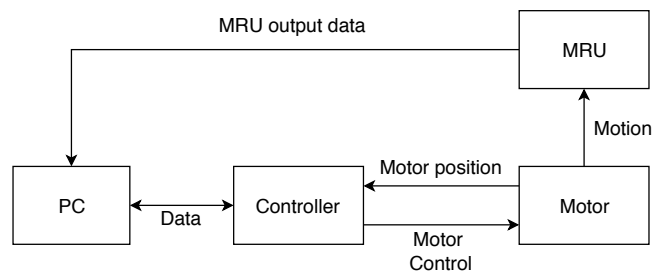 MRU output data
MRU
Motion
Motor position
PC
Data
Controller
Motor
Motor
Control